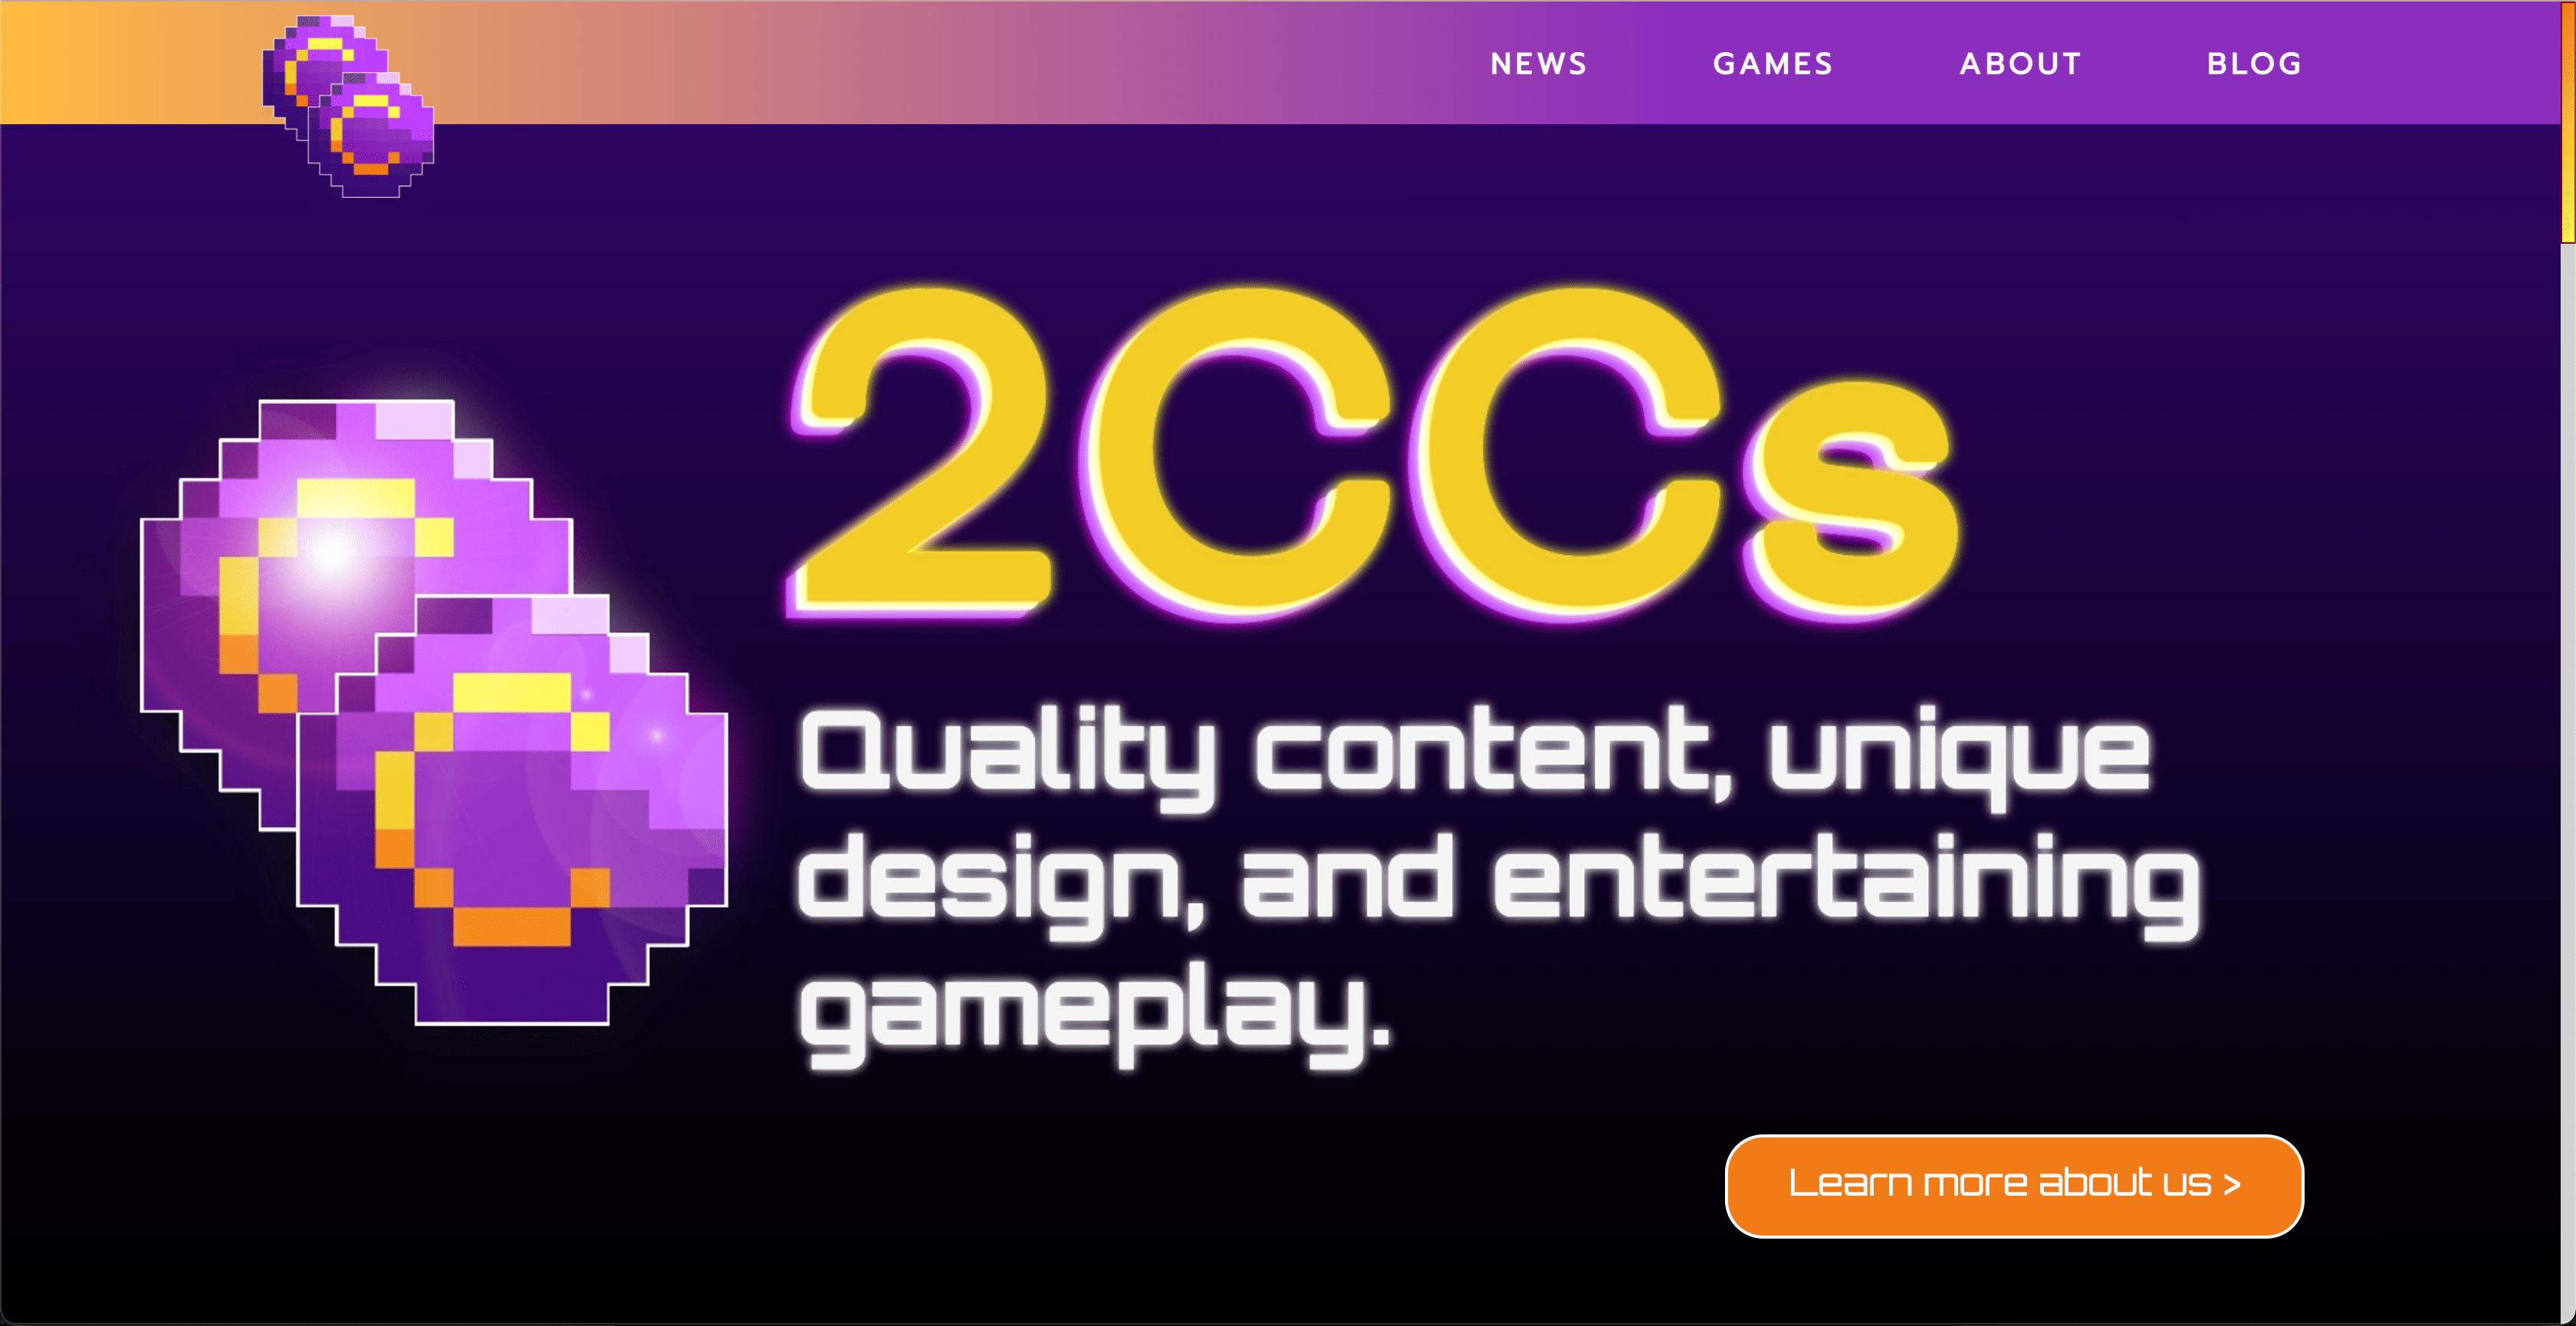 NEWS GAMES ABOUT BLOG
2CCs
Quality content, unique
design, and entertaining
gameplay.
Learn more about us >